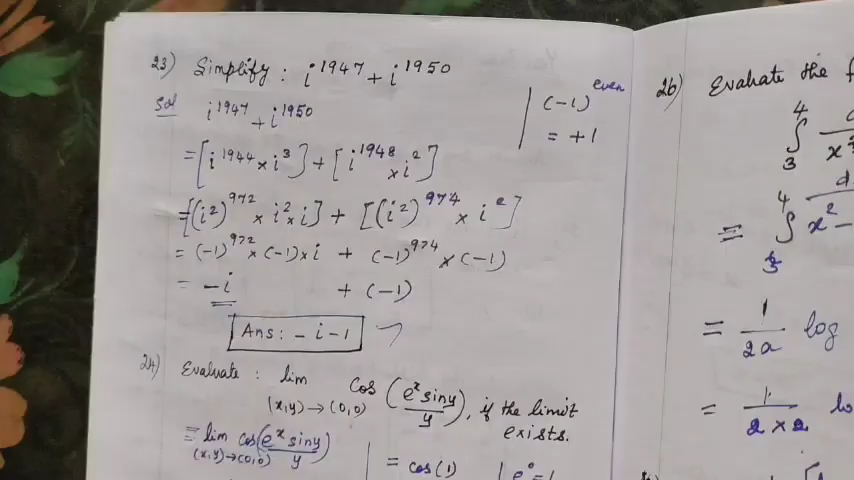 23) Simplify : i^1947 + i^1950
Sol i^1947 + i^1950
(-1)^even
= +1
= [i^1944 × i^3] + [i^1948 × i^2]
= [(i^2)^972 × i^2 × i] + [(i^2)^974 × i^2]
= (-1)^972 × (-1) × i + (-1)^974 × (-1)
= -i + (-1)
Ans: - i - 1
24) Evaluate : lim (x,y)→(0,0) cos (e^x siny / y), if the limit
exists.
= lim (x,y)→(0,0) cos (e^x siny / y)
= cos(1)
e^0 = 1
26) Evaluate the
∫ 3 4
= ∫ 3 4 d / x^2 -
= 1/2a log
= 1/2×2